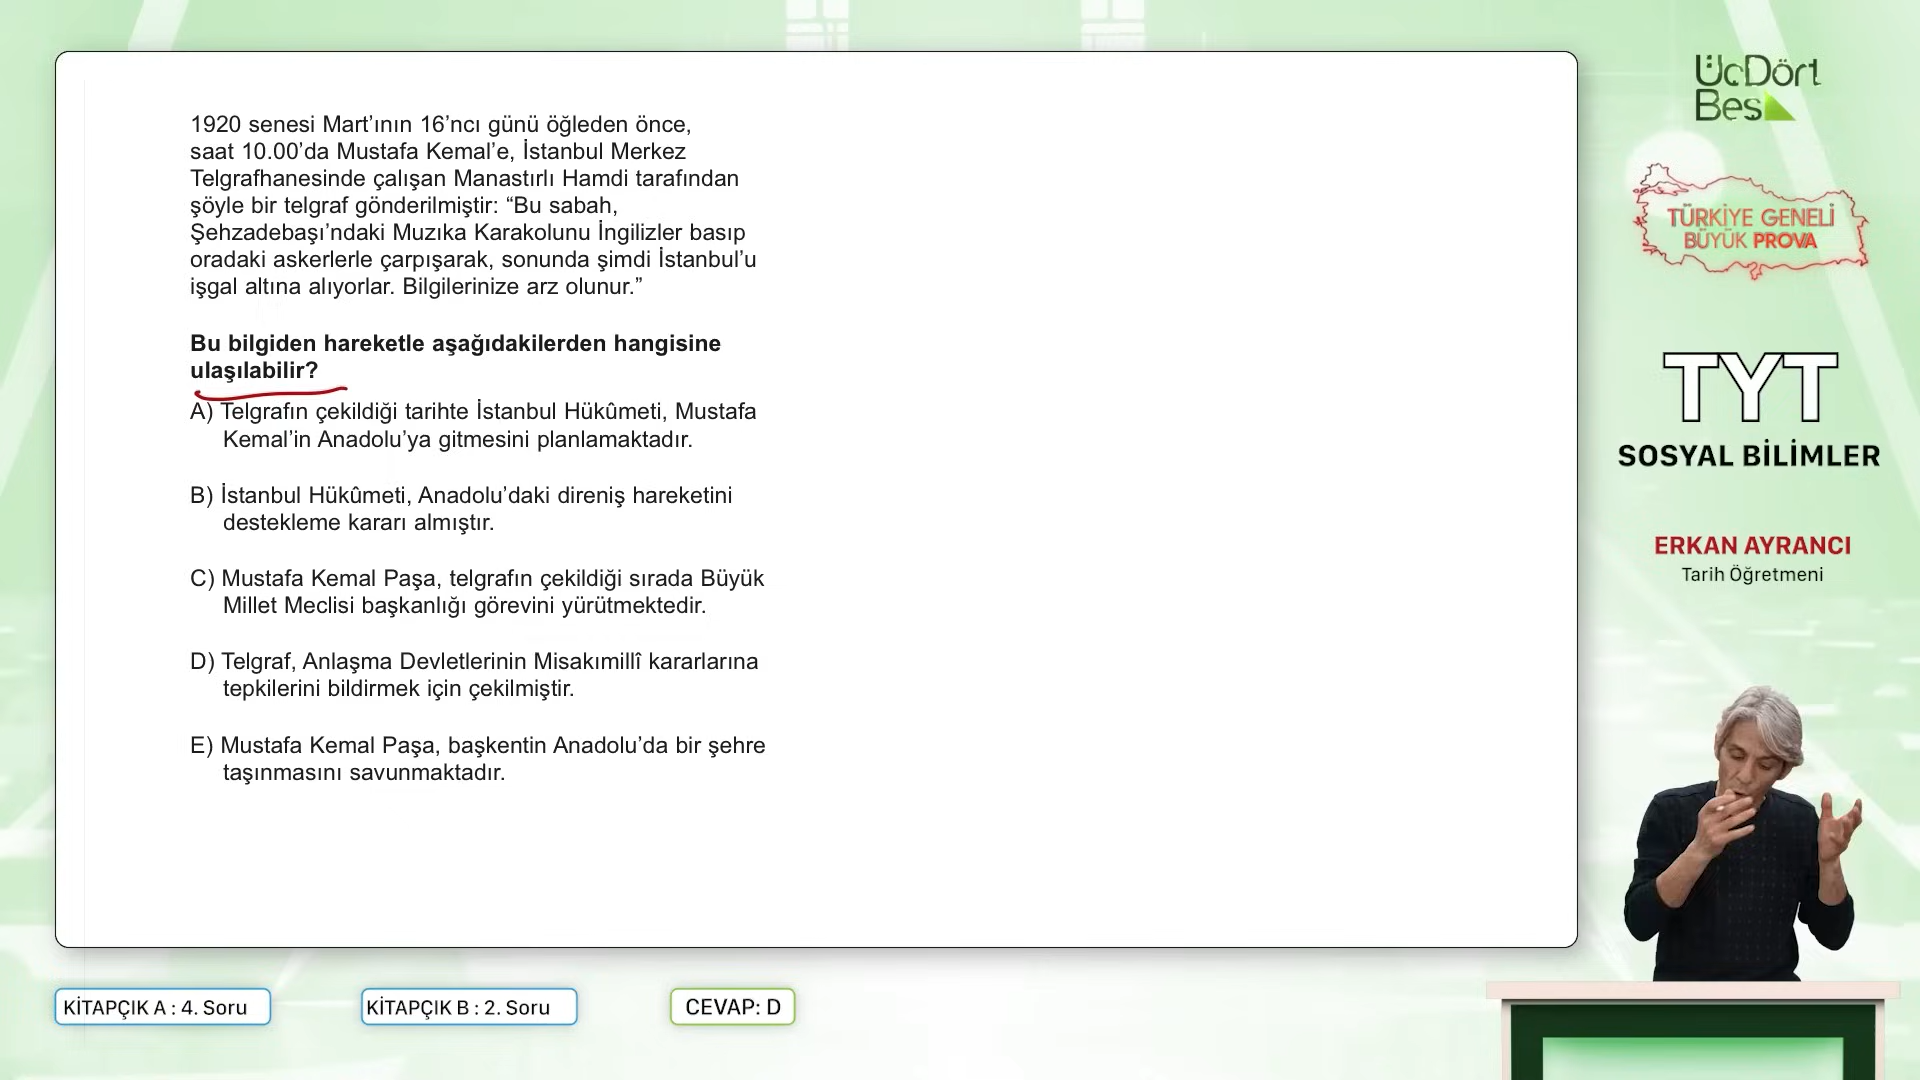 1920 senesi Mart’ının 16’ncı günü öğleden önce,
saat 10.00’da Mustafa Kemal’e, İstanbul Merkez
Telgrafhanesinde çalışan Manastırlı Hamdi tarafından
şöyle bir telgraf gönderilmiştir: “Bu sabah,
Şehzadebaşı’ndaki Muzıka Karakolunu İngilizler basıp
oradaki askerlerle çarpışarak, sonunda şimdi İstanbul’u
işgal altına alıyorlar. Bilgilerinize arz olunur.”
Bu bilgiden hareketle aşağıdakilerden hangisine
ulaşılabilir?
A) Telgrafın çekildiği tarihte İstanbul Hükûmeti, Mustafa
Kemal’in Anadolu’ya gitmesini planlamaktadır.
B) İstanbul Hükûmeti, Anadolu’daki direniş hareketini
destekleme kararı almıştır.
C) Mustafa Kemal Paşa, telgrafın çekildiği sırada Büyük
Millet Meclisi başkanlığı görevini yürütmektedir.
D) Telgraf, Anlaşma Devletlerinin Misakımillî kararlarına
tepkilerini bildirmek için çekilmiştir.
E) Mustafa Kemal Paşa, başkentin Anadolu’da bir şehre
taşınmasını savunmaktadır.
KİTAPÇIK A : 4. Soru
KİTAPÇIK B : 2. Soru
CEVAP: D
ÜçDört
Beş
TÜRKİYE GENELİ
BÜYÜK PROVA
TYT
SOSYAL BİLİMLER
ERKAN AYRANCI
Tarih Öğretmeni